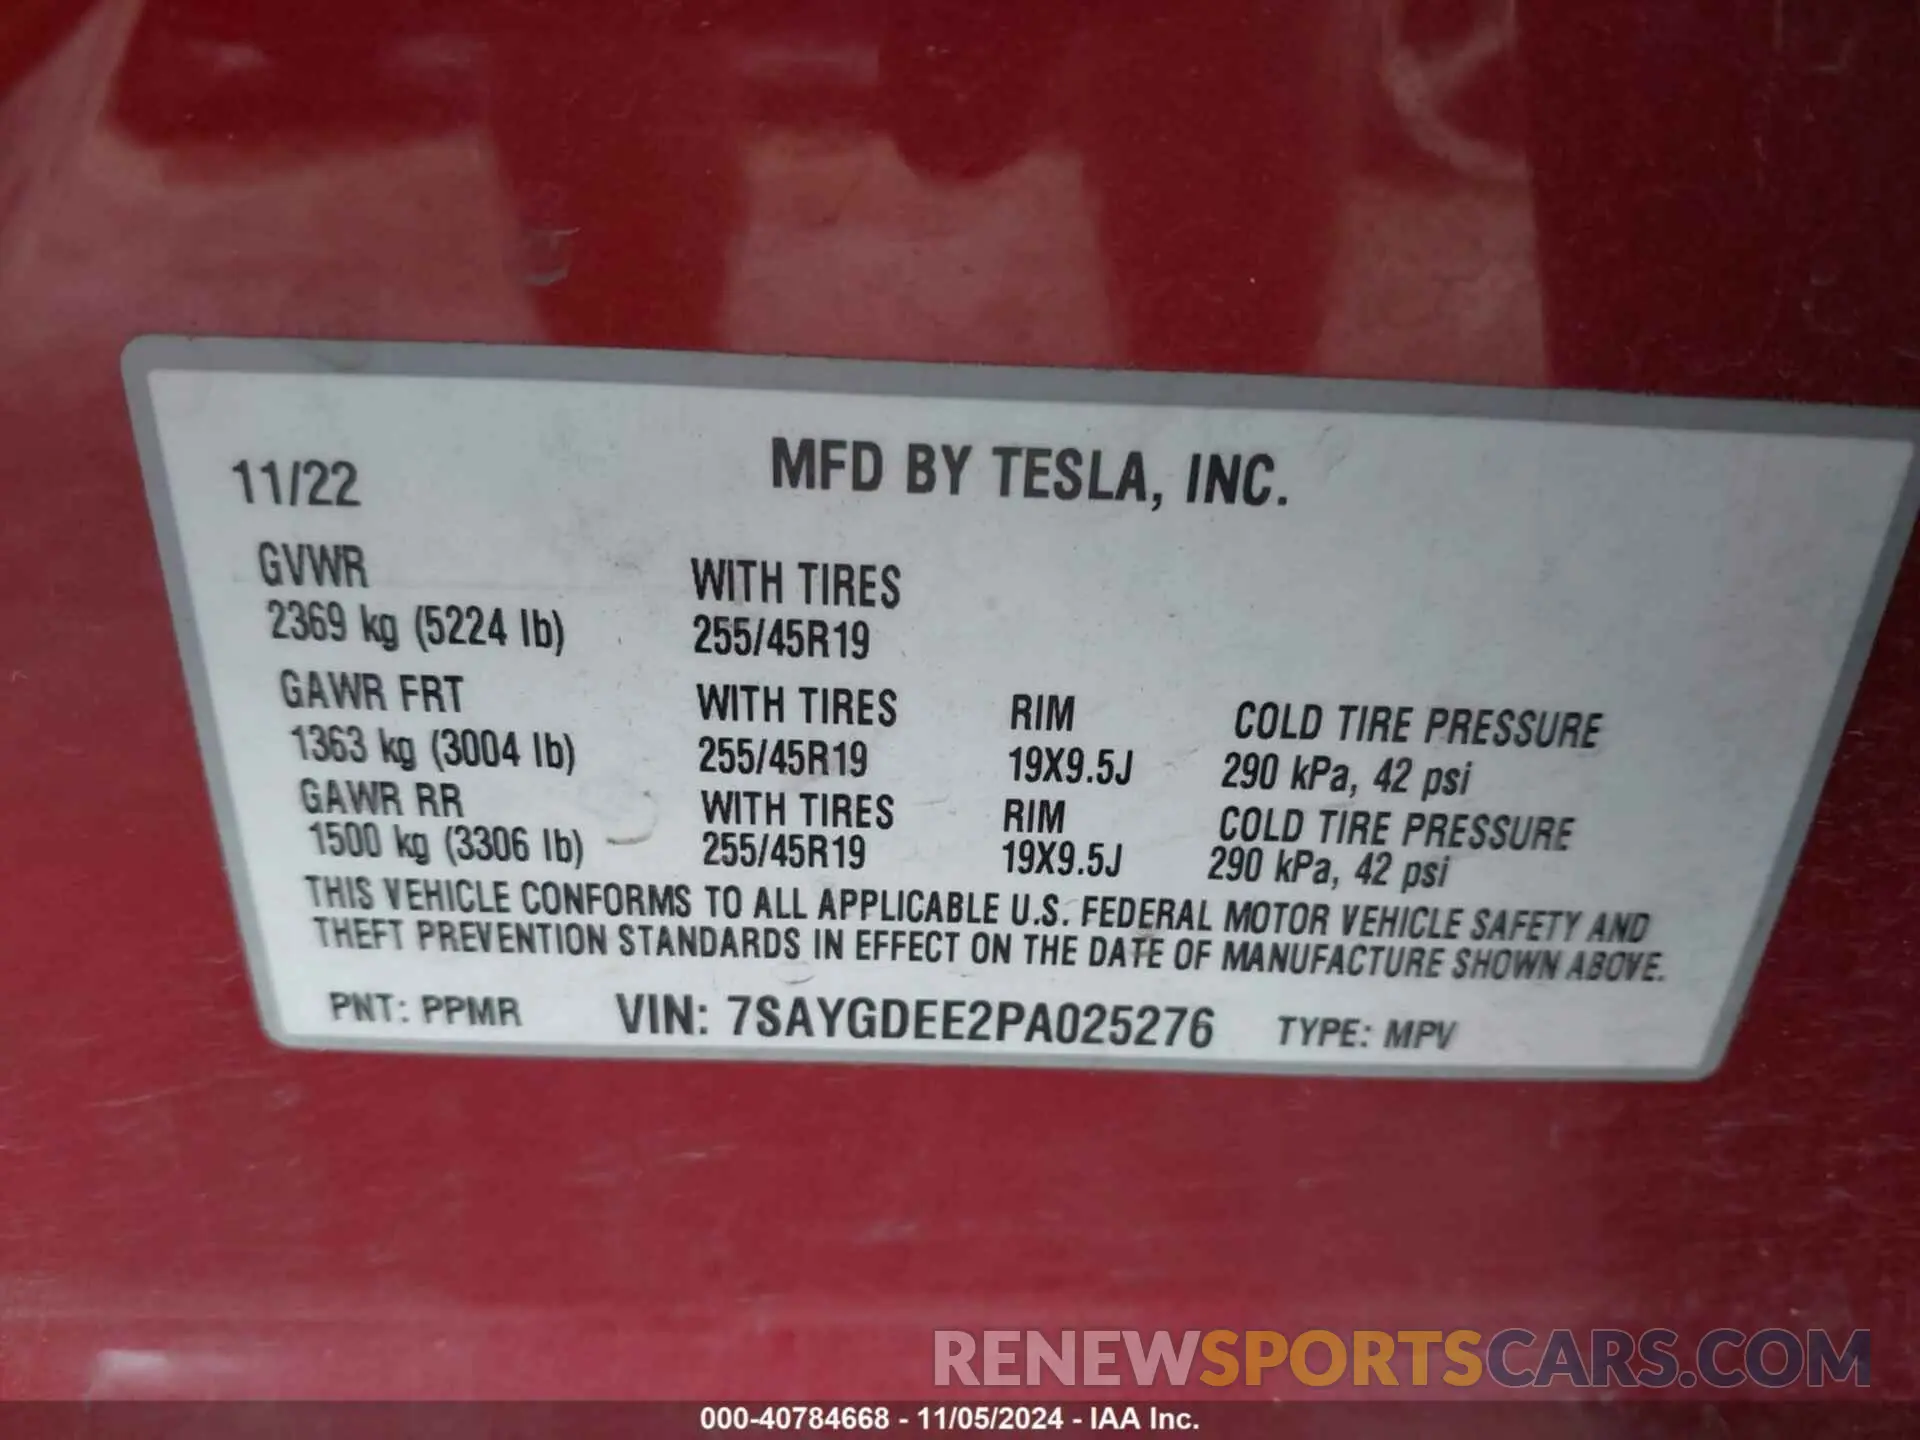 11/22 MFD BY TESLA, INC.
GVWR WITH TIRES
2369 kg (5224 lb) 255/45R19
GAWR FRT WITH TIRES RIM COLD TIRE PRESSURE
1363 kg (3004 lb) 255/45R19 19X9.5J 290 kPa, 42 psi
GAWR RR WITH TIRES RIM COLD TIRE PRESSURE
1500 kg (3306 lb) 255/45R19 19X9.5J 290 kPa, 42 psi
THIS VEHICLE CONFORMS TO ALL APPLICABLE U.S. FEDERAL MOTOR VEHICLE SAFETY AND
THEFT PREVENTION STANDARDS IN EFFECT ON THE DATE OF MANUFACTURE SHOWN ABOVE.
PNT: PPMR VIN: 7SAYGDEE2PA025276 TYPE: MPV
RENEWSPORTSCARS.COM
000-40784668 - 11/05/2024 - IAA Inc.